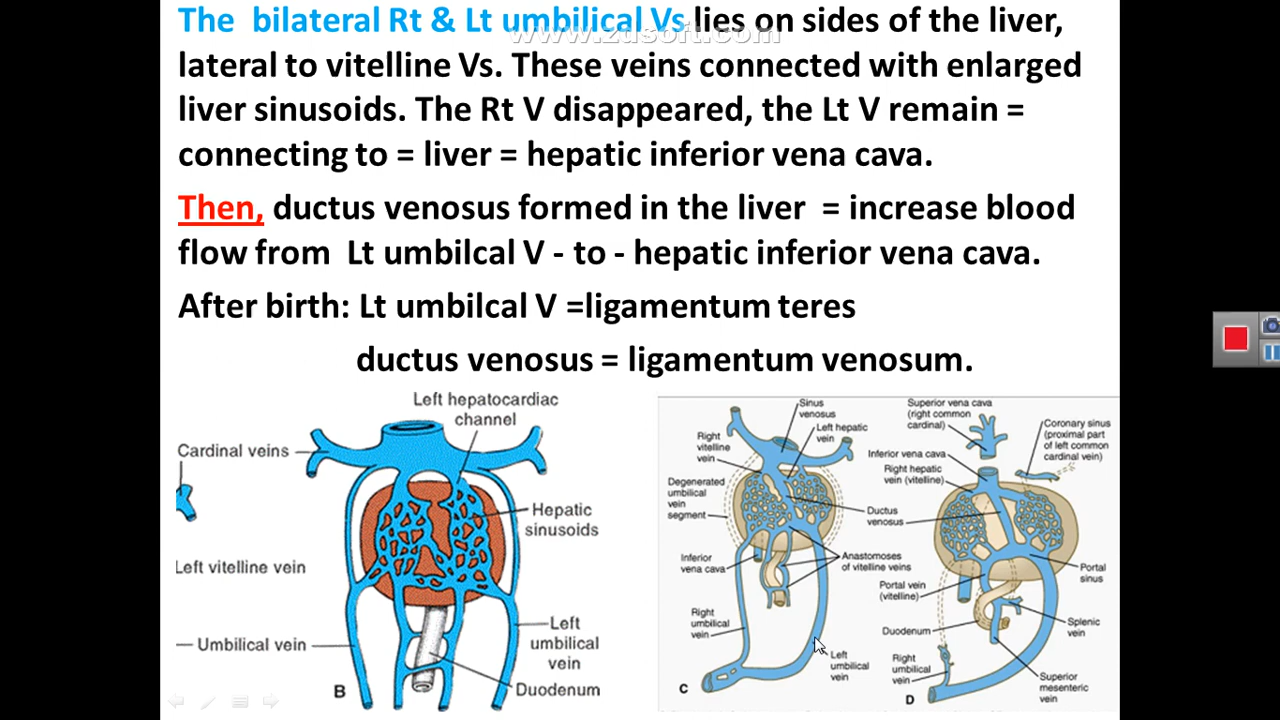 The bilateral Rt & Lt umbilical Vs lies on sides of the liver,
www.zdsoft.com
lateral to vitelline Vs. These veins connected with enlarged
liver sinusoids. The Rt V disappeared, the Lt V remain =
connecting to = liver = hepatic inferior vena cava.
Then, ductus venosus formed in the liver = increase blood
flow from Lt umbilcal V - to - hepatic inferior vena cava.
After birth: Lt umbilcal V =ligamentum teres
ductus venosus = ligamentum venosum.
Left hepatocardiac
channel
Cardinal veins
Hepatic
sinusoids
Left vitelline vein
Umbilical vein
Left
umbilical
vein
Duodenum
B
Sinus
venosus
Left hepatic
vein
Right
vitelline
vein
Degenerated
umbilical
vein
segment
Ductus
venosus
Inferior
vena cava
Anastomoses
of vitelline veins
Right
umbilical
vein
Left
umbilical
vein
C
Superior vena cava
(right common
cardinal)
Coronary sinus
(proximal part
of left common
cardinal vein)
Inferior vena cava
Right hepatic
vein (vitelline)
Portal
sinus
Portal vein
(vitelline)
Splenic
vein
Duodenum
Right
umbilical
vein
Superior
mesenteric
vein
D